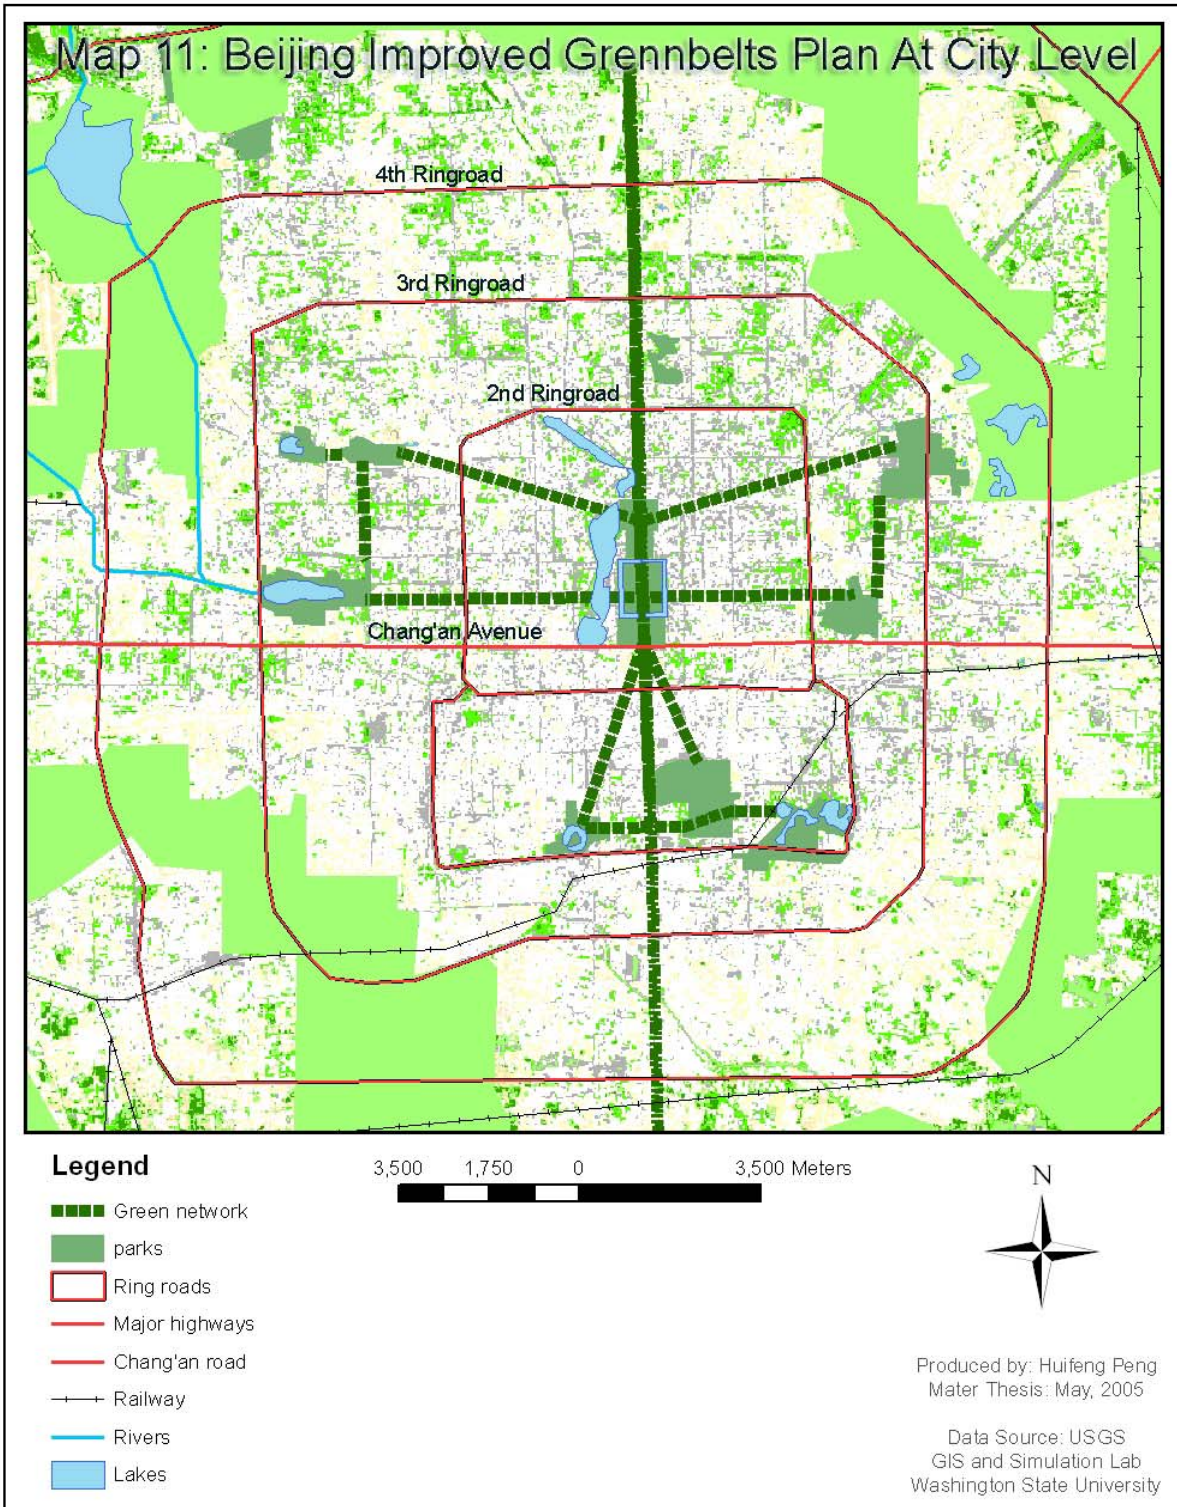 Map 11: Beijing Improved Grennbelts Plan At City Level
4th Ringroad
3rd Ringroad
2nd Ringroad
Chang'an Avenue
Legend
Green network
parks
Ring roads
Major highways
Chang'an road
Railway
Rivers
Lakes
3,500 1,750 0 3,500 Meters
N
Produced by: Huifeng Peng
Mater Thesis: May, 2005
Data Source: USGS
GIS and Simulation Lab
Washington State University